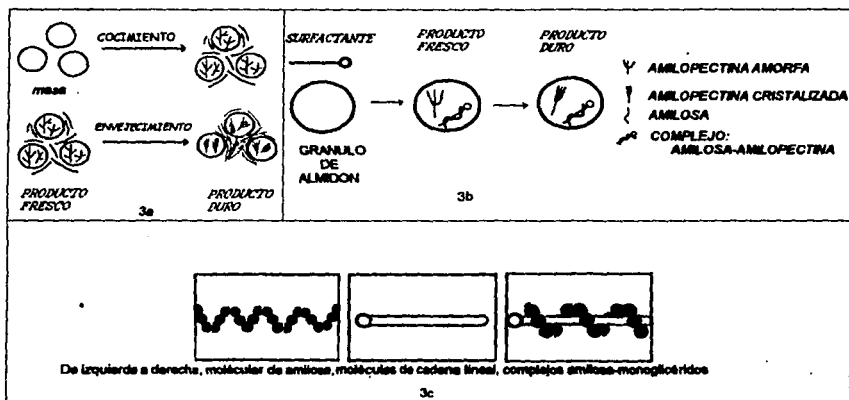 COCIMIENTO
masa
ENVEJECIMIENTO
PRODUCTO
FRESCO
PRODUCTO
DURO
3a
SURFACTANTE
PRODUCTO
FRESCO
PRODUCTO
DURO
GRANULO
DE
ALMIDON
AMILOPECTINA AMORFA
AMILOPECTINA CRISTALIZADA
AMILOSA
COMPLEJO:
AMILOSA-AMILOPECTINA
3b
De izquierda a derecha, molécular de amilosa, moléculas de cadena lineal, complejos amilosa-monoglicéridos
3c